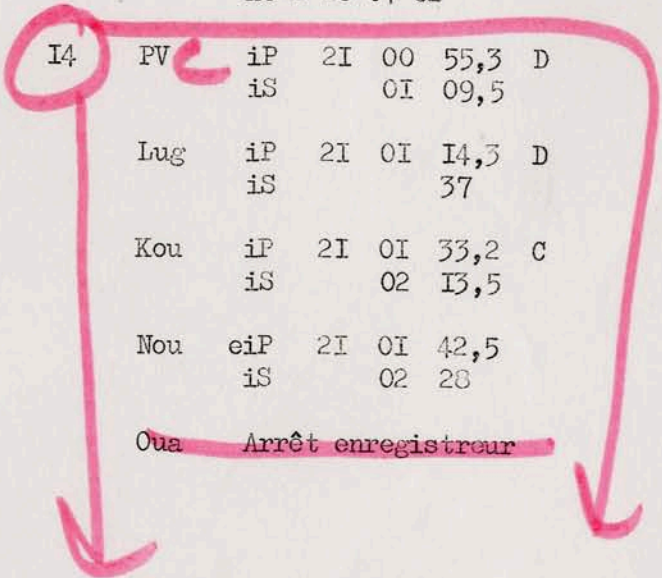 I4 PV C iP 2I 00 55,3 D
iS 0I 09,5
Lug iP 2I 0I I4,3 D
iS 37
Kou iP 2I 0I 33,2 C
iS 02 I3,5
Nou eiP 2I 0I 42,5
iS 02 28
Oua Arrêt enregistreur